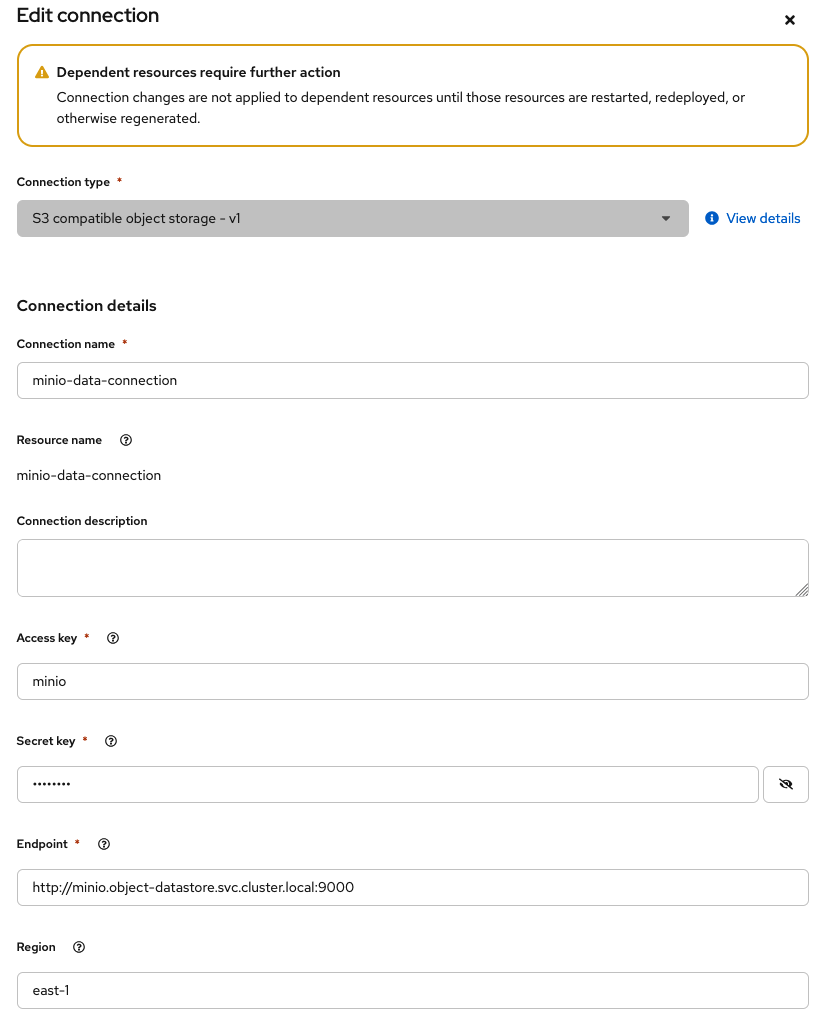 Edit connection
Dependent resources require further action
Connection changes are not applied to dependent resources until those resources are restarted, redeployed, or
otherwise regenerated.
Connection type *
S3 compatible object storage - v1
View details
Connection details
Connection name *
minio-data-connection
Resource name
minio-data-connection
Connection description
Access key *
minio
Secret key *
••••••••
Endpoint *
http://minio.object-datastore.svc.cluster.local:9000
Region
east-1